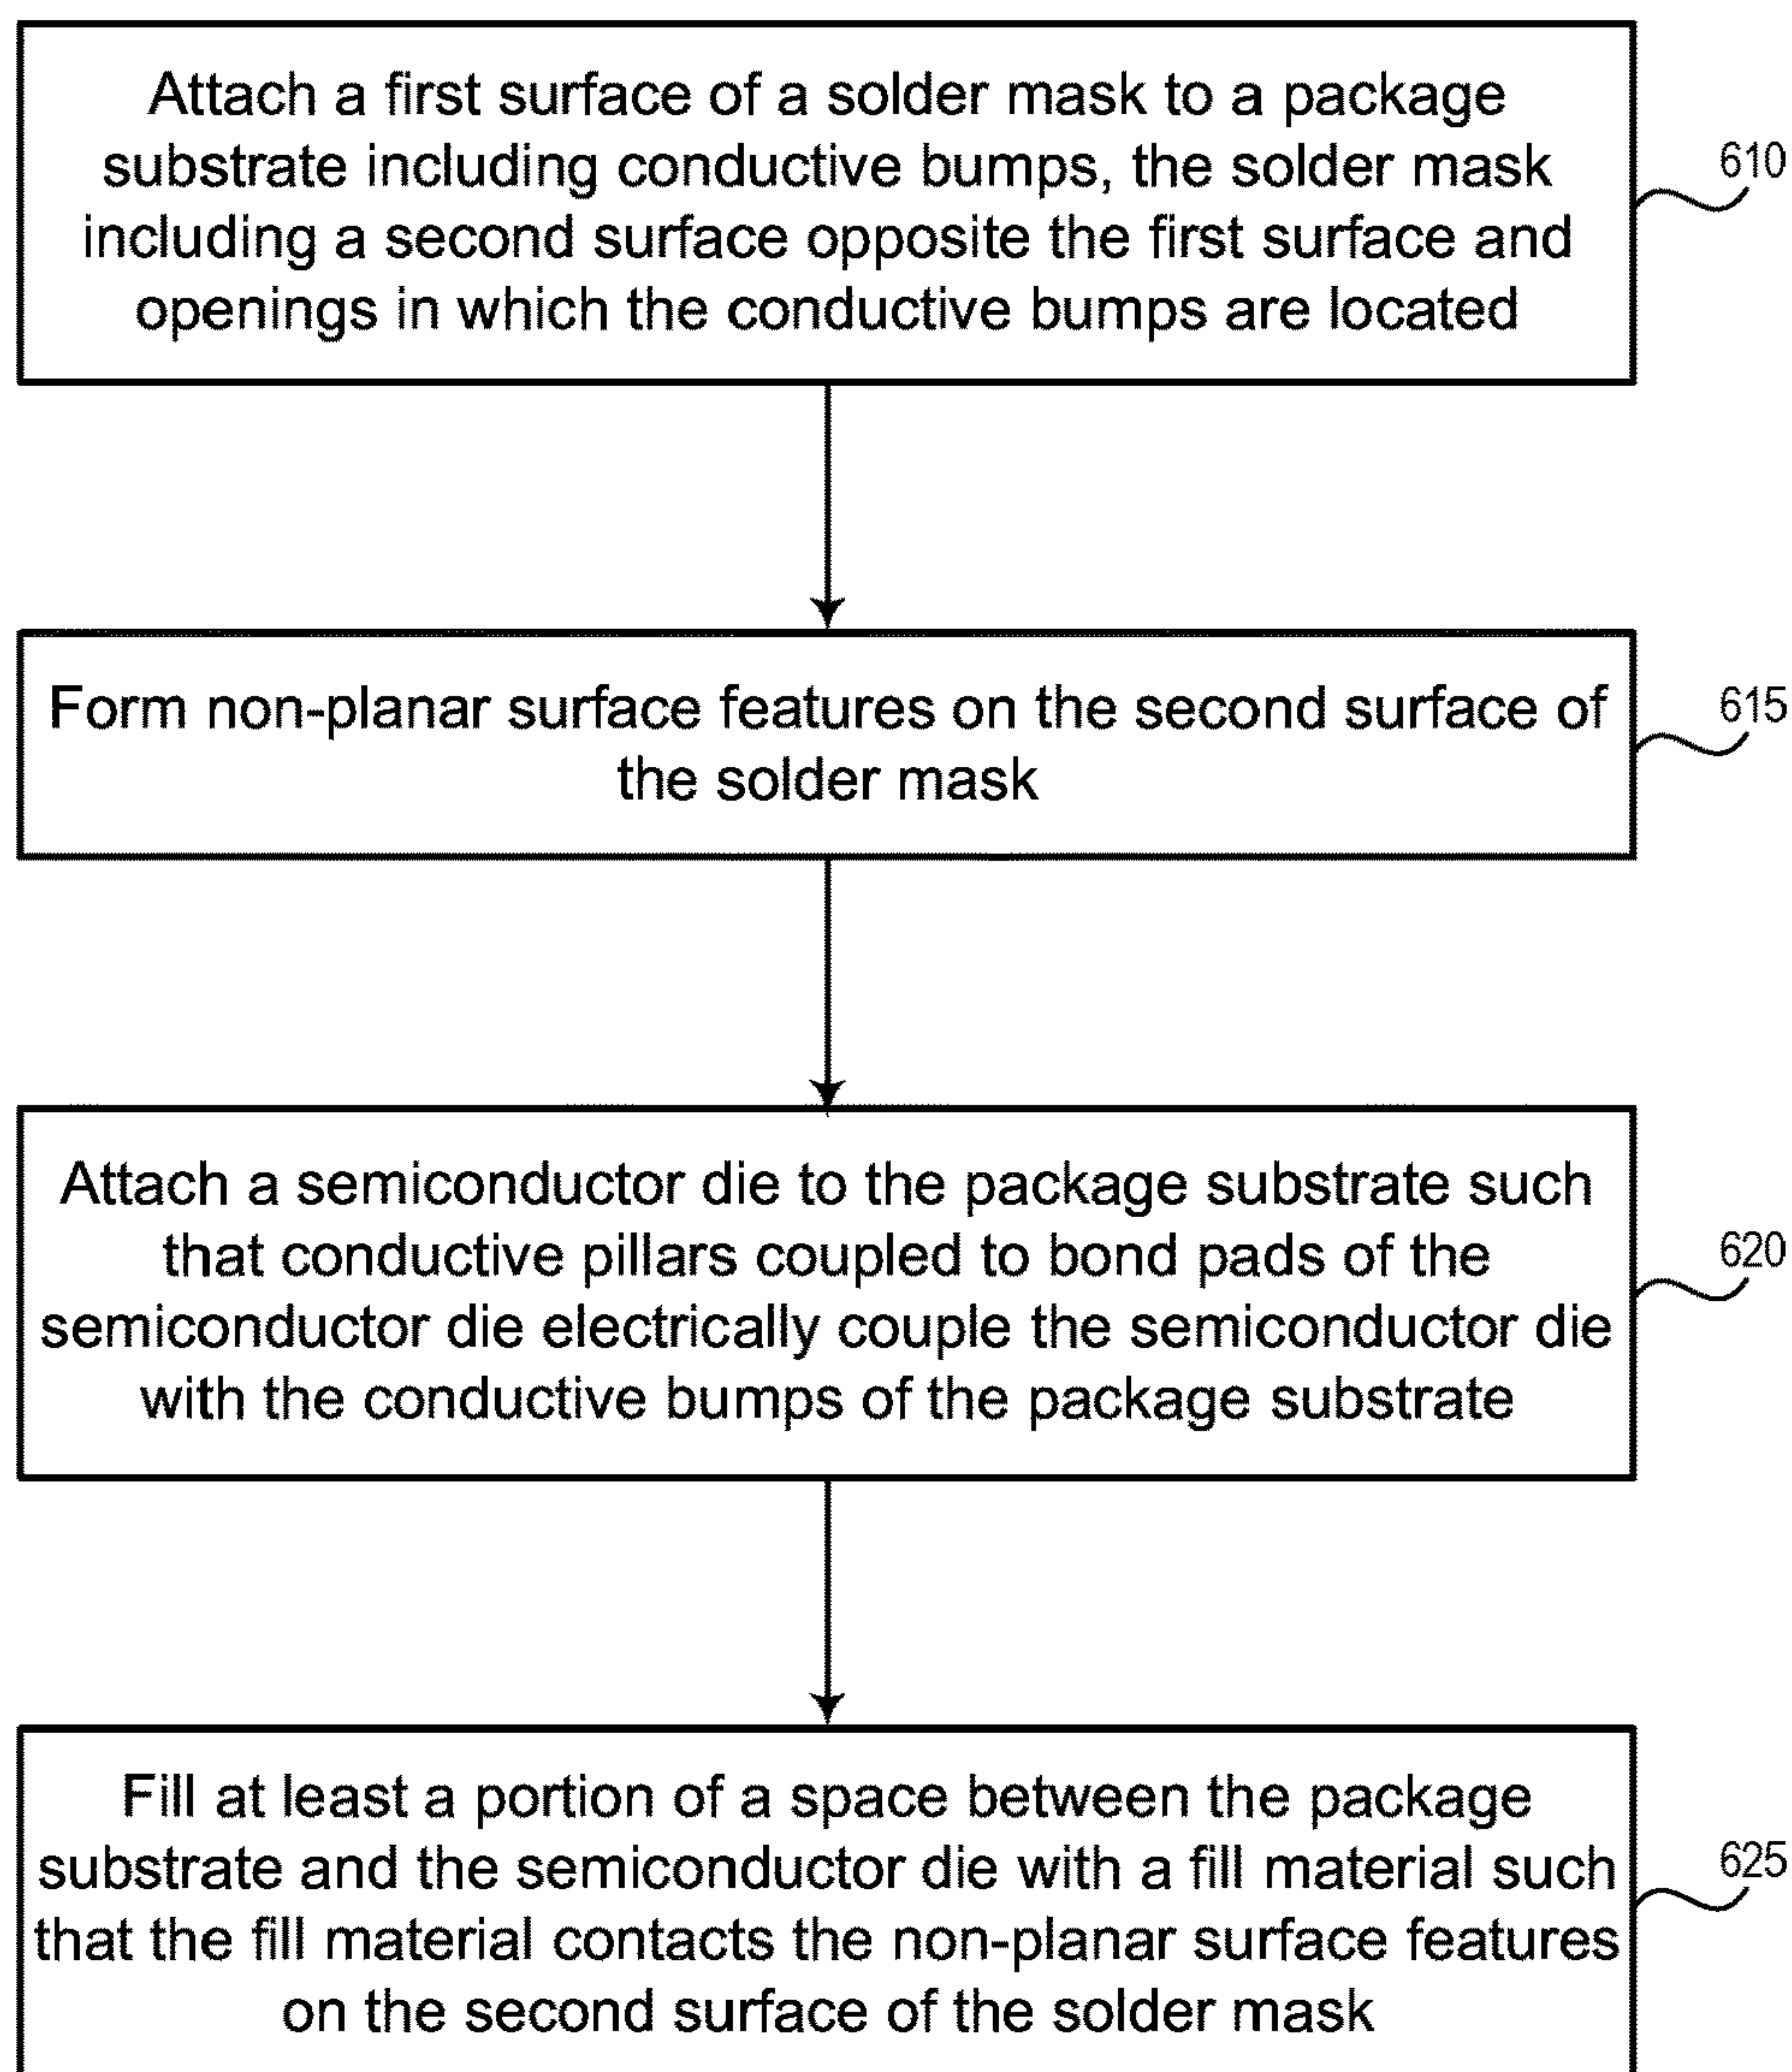 Attach a first surface of a solder mask to a package
substrate including conductive bumps, the solder mask
including a second surface opposite the first surface and
openings in which the conductive bumps are located
610
Form non-planar surface features on the second surface of
the solder mask
615
Attach a semiconductor die to the package substrate such
that conductive pillars coupled to bond pads of the
semiconductor die electrically couple the semiconductor die
with the conductive bumps of the package substrate
620
Fill at least a portion of a space between the package
substrate and the semiconductor die with a fill material such
that the fill material contacts the non-planar surface features
on the second surface of the solder mask
625